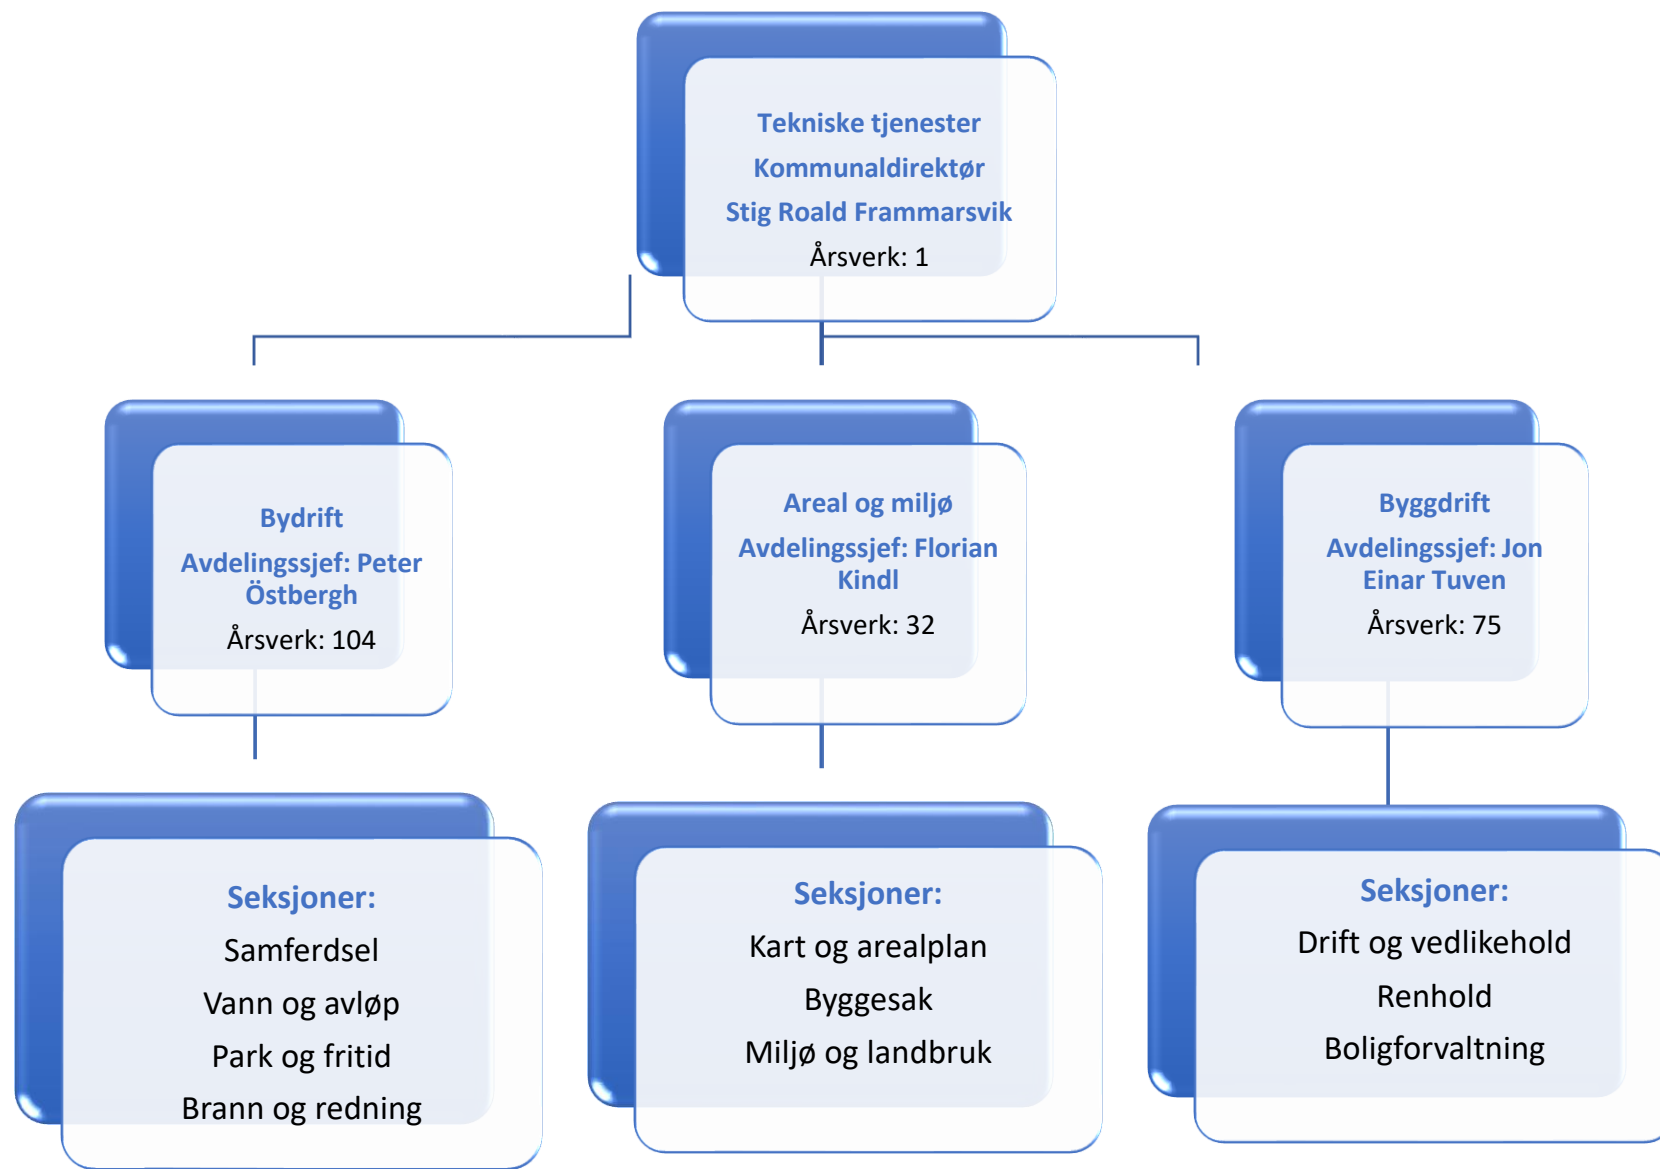 Tekniske tjenester
Kommunaldirektør
Stig Roald Frammarsvik
Årsverk: 1
Bydrift
Avdelingssjef: Peter
Östbergh
Årsverk: 104
Areal og miljø
Avdelingssjef: Florian
Kindl
Årsverk: 32
Byggdrift
Avdelingssjef: Jon
Einar Tuven
Årsverk: 75
Seksjoner:
Samferdsel
Vann og avløp
Park og fritid
Brann og redning
Seksjoner:
Kart og arealplan
Byggesak
Miljø og landbruk
Seksjoner:
Drift og vedlikehold
Renhold
Boligforvaltning